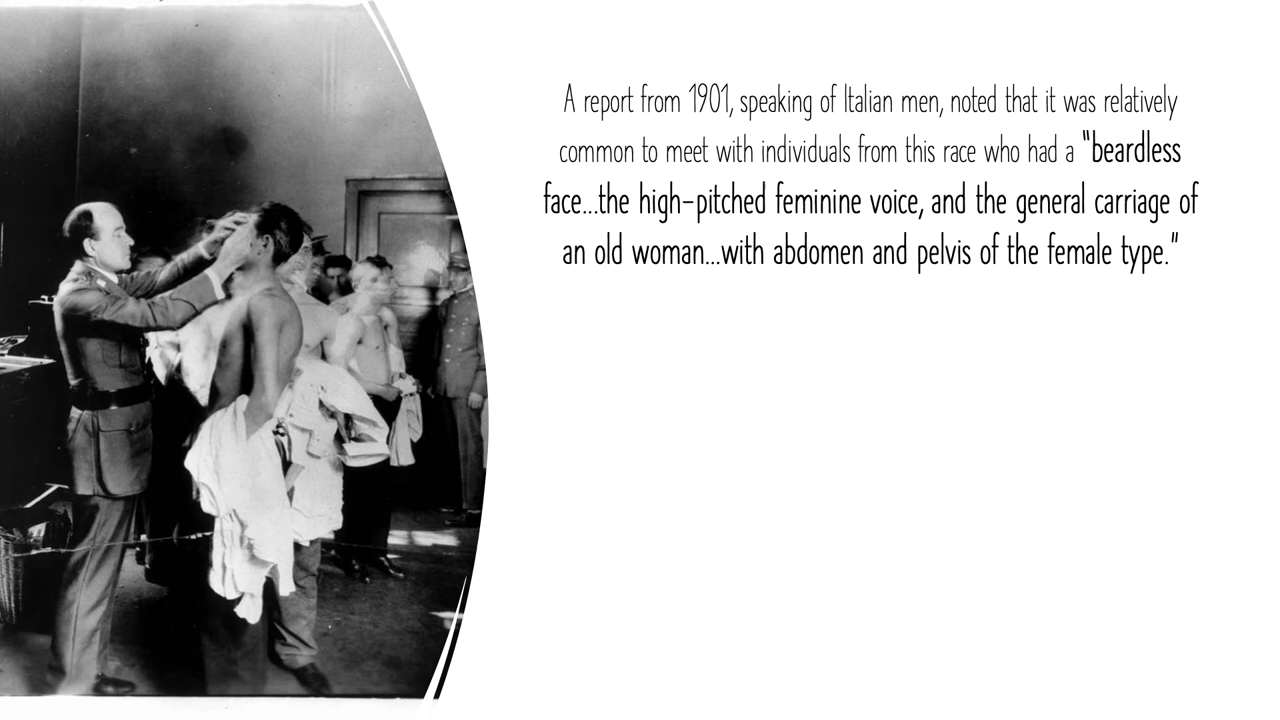 A report from 1901, speaking of Italian men, noted that it was relatively
common to meet with individuals from this race who had a "beardless
face...the high-pitched feminine voice, and the general carriage of
an old woman...with abdomen and pelvis of the female type."